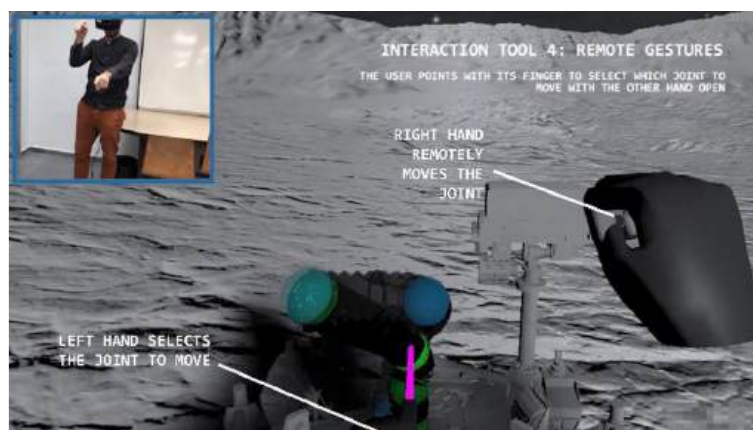 INTERACTION TOOL 4: REMOTE GESTURES
THE USER POINTS WITH ITS FINGER TO SELECT WHICH JOINT TO
MOVE WITH THE OTHER HAND OPEN
RIGHT HAND
REMOTELY
MOVES THE
JOINT
LEFT HAND SELECTS
THE JOINT TO MOVE